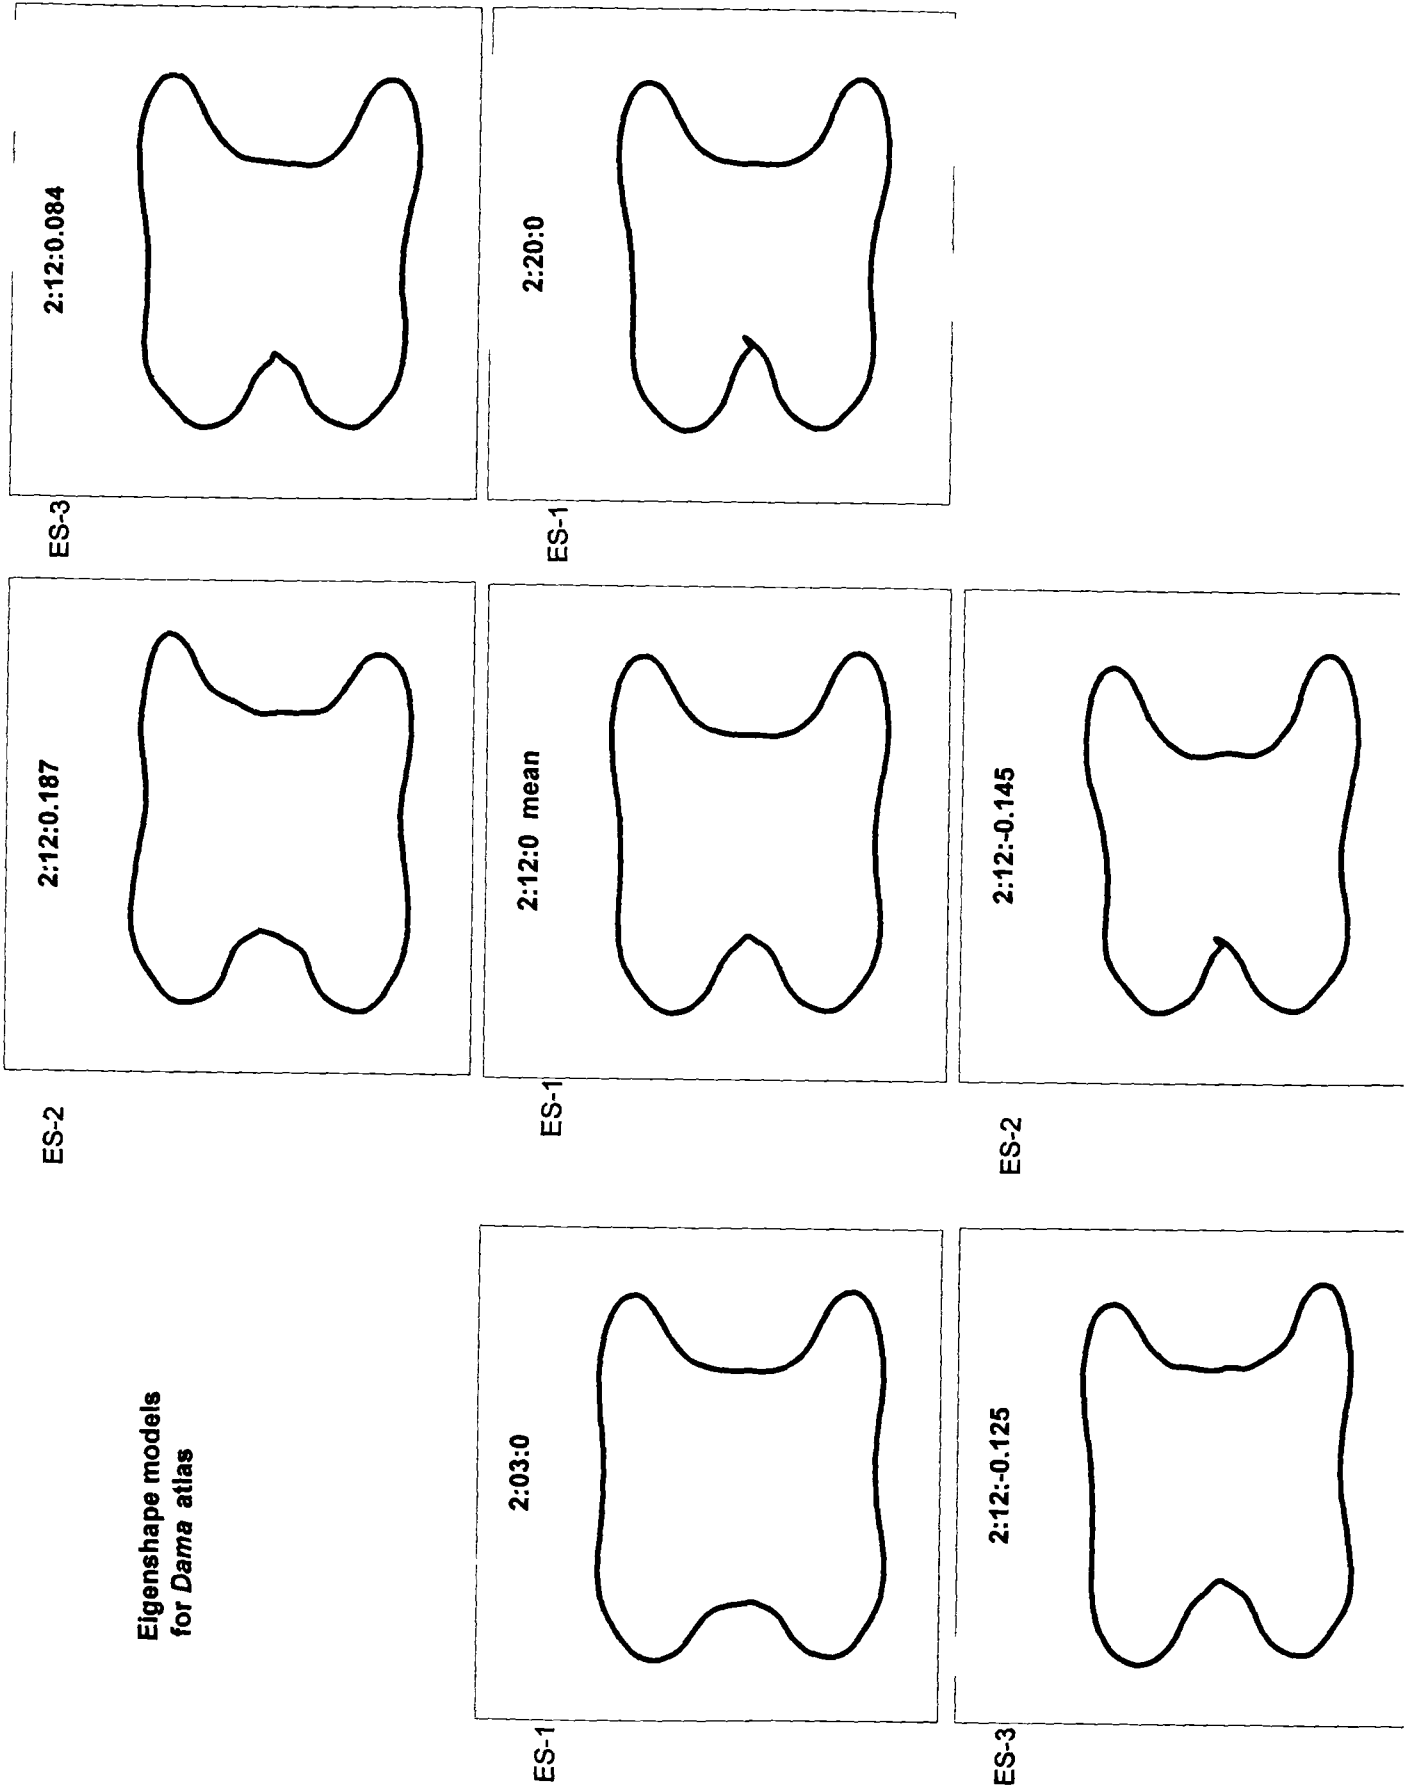 Eigenshape models
for Dama atlas
ES-2
2:12:0.187
ES-3
2:12:0.084
ES-1
2:03:0
ES-1
2:12:0 mean
ES-1
2:20:0
ES-3
2:12:-0.125
ES-2
2:12:-0.145